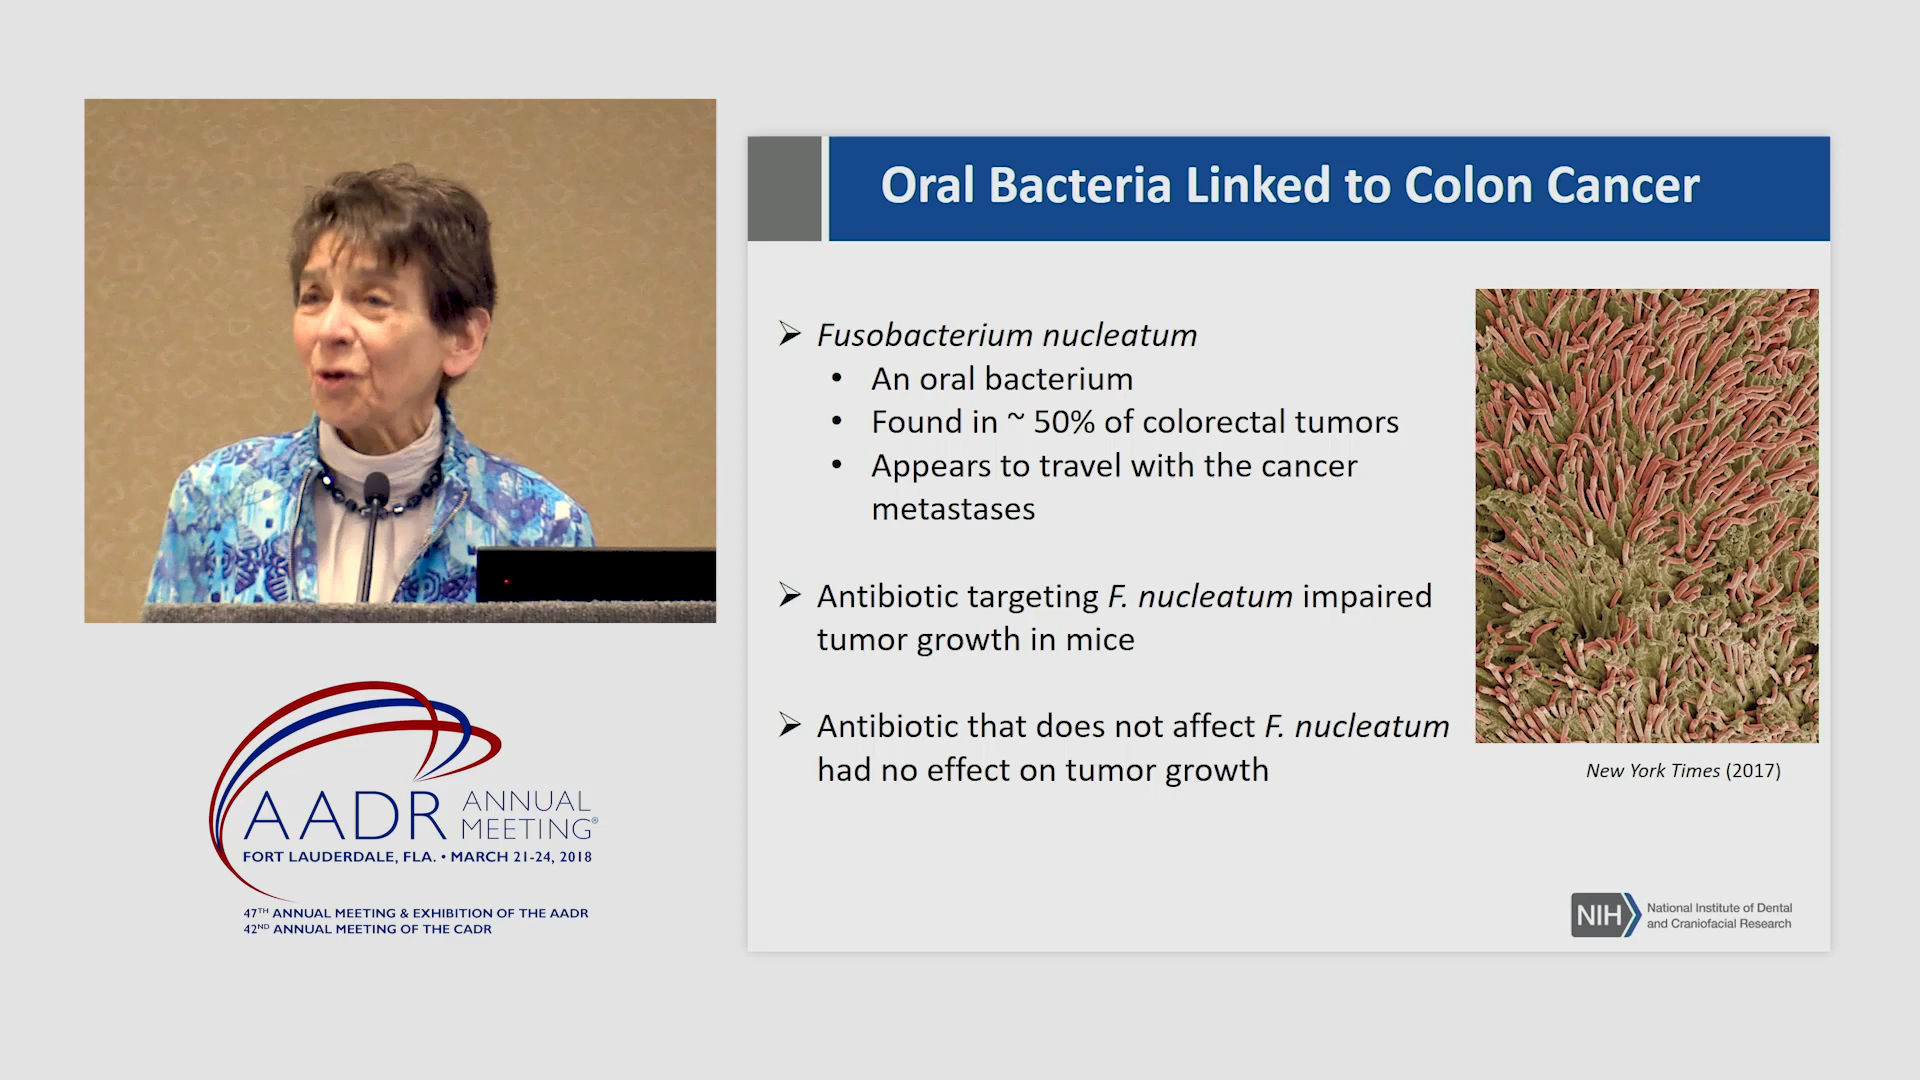 Oral Bacteria Linked to Colon Cancer
➢ Fusobacterium nucleatum
• An oral bacterium
• Found in ~ 50% of colorectal tumors
• Appears to travel with the cancer
metastases
➢ Antibiotic targeting F. nucleatum impaired
tumor growth in mice
➢ Antibiotic that does not affect F. nucleatum
had no effect on tumor growth
New York Times (2017)
NIH National Institute of Dental
and Craniofacial Research
AADR ANNUAL
MEETING®
FORT LAUDERDALE, FLA. • MARCH 21-24, 2018
47TH ANNUAL MEETING & EXHIBITION OF THE AADR
42ND ANNUAL MEETING OF THE CADR